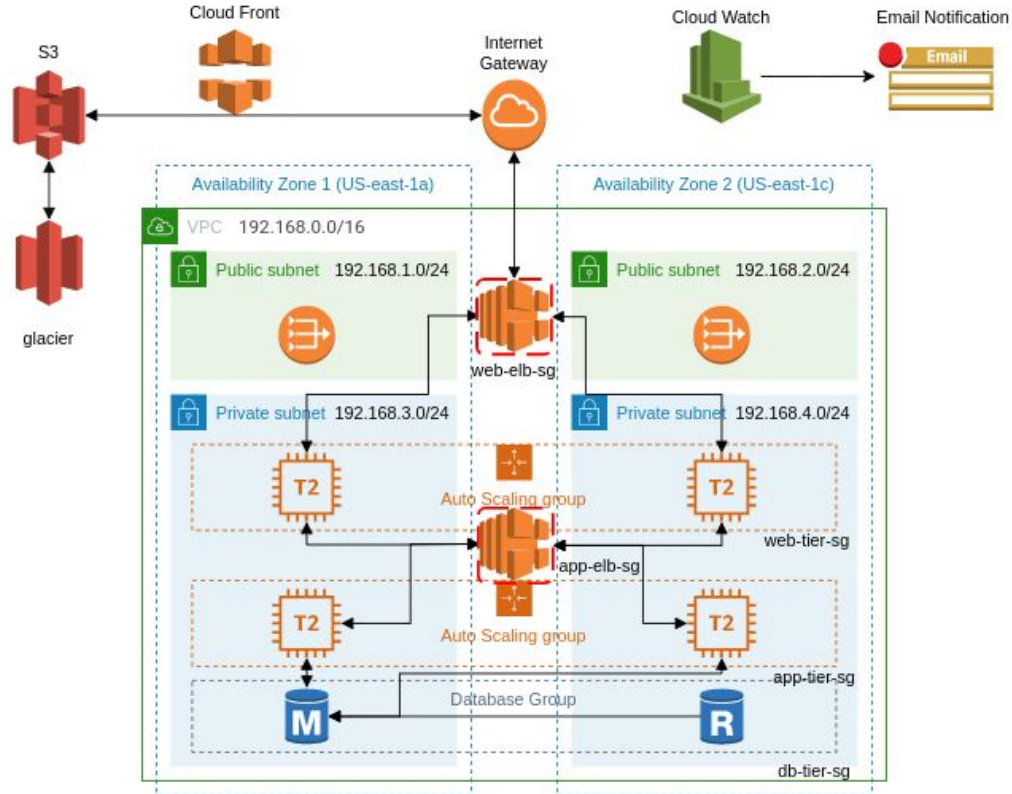 Cloud Front
Cloud Watch
Email Notification
S3
Internet
Gateway
Email
Availability Zone 1 (US-east-1a)
Availability Zone 2 (US-east-1c)
VPC 192.168.0.0/16
Public subnet 192.168.1.0/24
Public subnet 192.168.2.0/24
glacier
web-elb-sg
Private subnet 192.168.3.0/24
Private subnet 192.168.4.0/24
T2
T2
Auto Scaling group
web-tier-sg
app-elb-sg
T2
T2
Auto Scaling group
app-tier-sg
Database Group
M
R
db-tier-sg